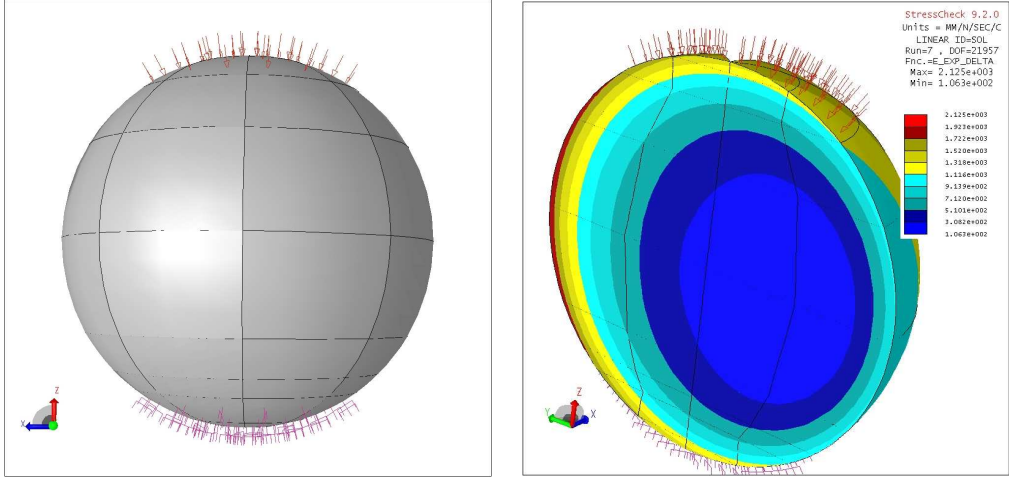 StressCheck 9.2.0
Units = MM/N/SEC/C
LINEAR ID=SOL
Run=7 , DOF=21957
Fnc.=E_EXP_DELTA
Max= 2.125e+003
Min= 1.063e+002
2.125e+003
1.923e+003
1.722e+003
1.520e+003
1.318e+003
1.116e+003
9.139e+002
7.120e+002
5.101e+002
3.082e+002
1.063e+002
Z
X
Z
Y
X